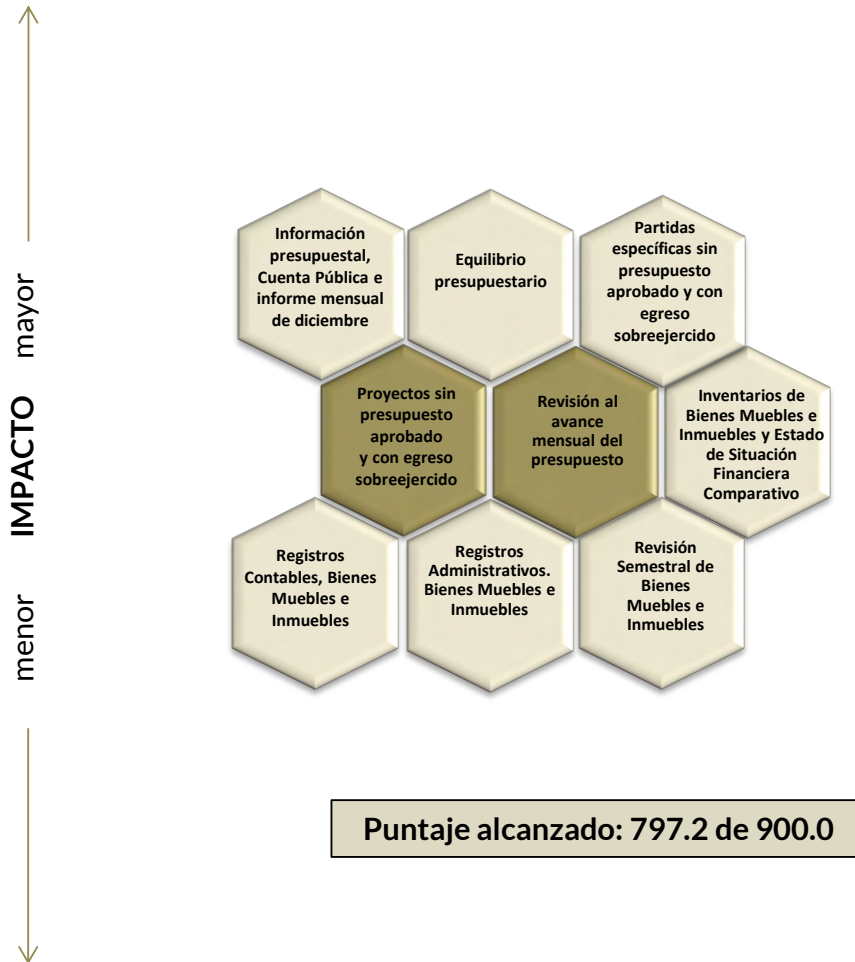 Información
presupuestal,
Cuenta Pública e
informe mensual
de diciembre
Equilibrio
presupuestario
Partidas
específicas sin
presupuesto
aprobado y con
egreso
sobreejercido
Proyectos sin
presupuesto
aprobado
y con egreso
sobreejercido
Revisión al
avance
mensual del
presupuesto
Inventarios de
Bienes Muebles e
Inmuebles y Estado
de Situación
Financiera
Comparativo
Registros
Contables, Bienes
Muebles e
Inmuebles
Registros
Administrativos.
Bienes Muebles e
Inmuebles
Revisión
Semestral de
Bienes
Muebles e
Inmuebles
menor IMPACTO mayor
Puntaje alcanzado: 797.2 de 900.0